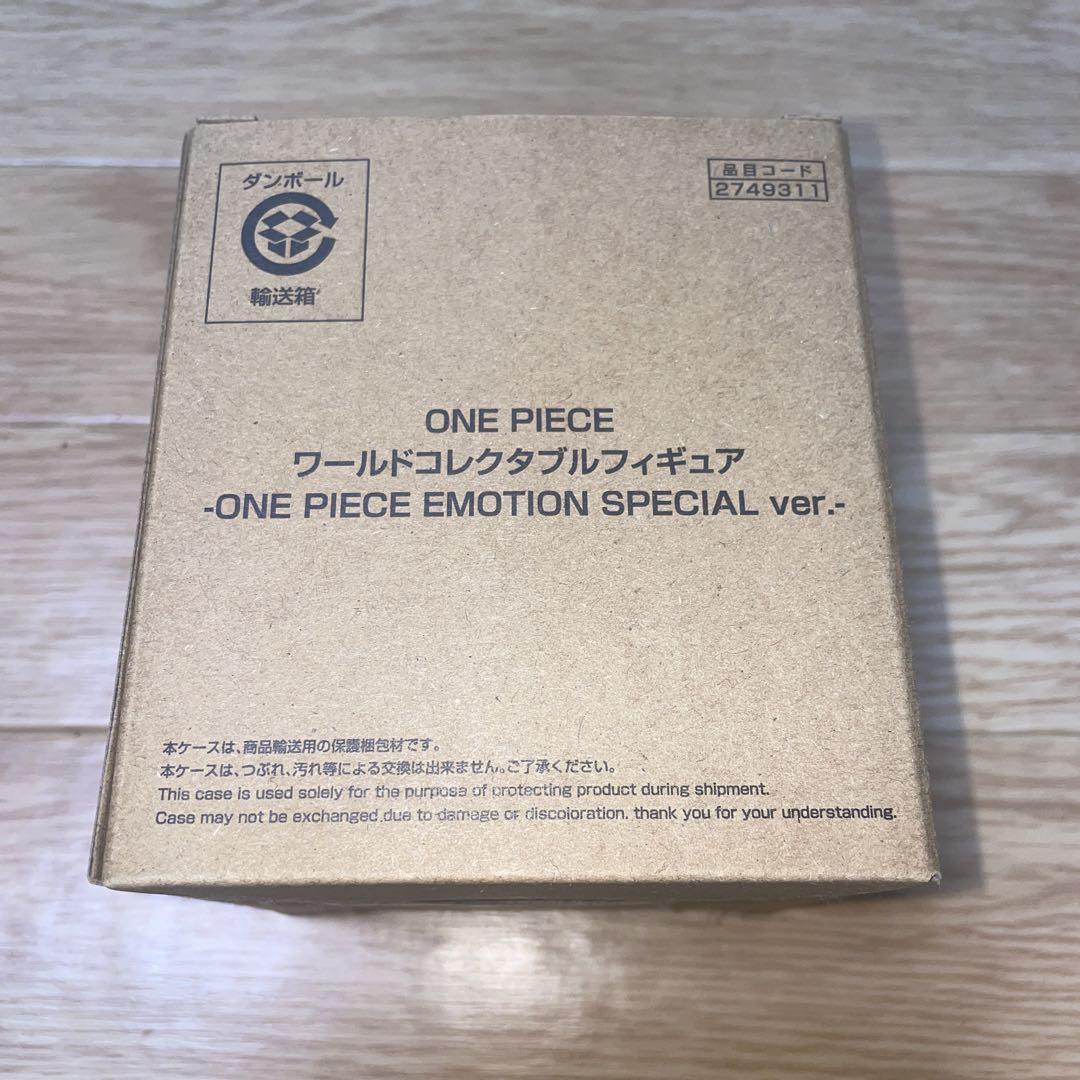 ダンボール
輸送箱
品目コード
2749311
ONE PIECE
ワールドコレクタブルフィギュア
-ONE PIECE EMOTION SPECIAL ver.-
本ケースは、商品輸送用の保護梱包材です。
本ケースは、つぶれ、汚れ等による交換は出来ません。ご了承ください。
This case is used solely for the purpose of protecting product during shipment.
Case may not be exchanged due to damage or discoloration. thank you for your understanding.